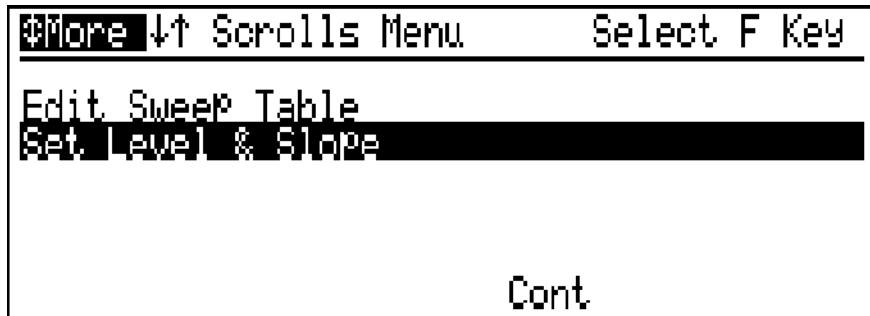 ¢More ↓↑ Scrolls Menu Select F Key
Edit Sweep Table
Set Level & Slope
Cont